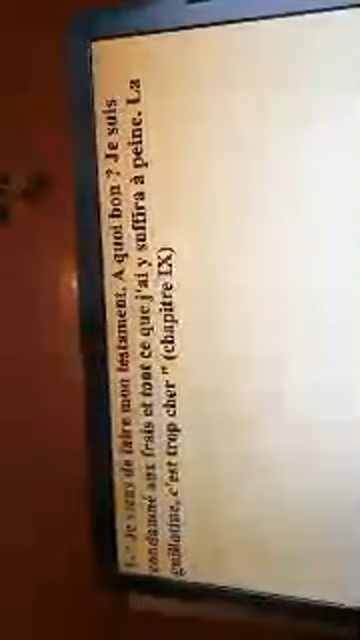 1. " Je viens de faire mon testament. A quoi bon ? Je suis
condamné aux frais et tout ce que j'ai y suffira à peine. La
guillotine, c'est trop cher " (chapitre IX)